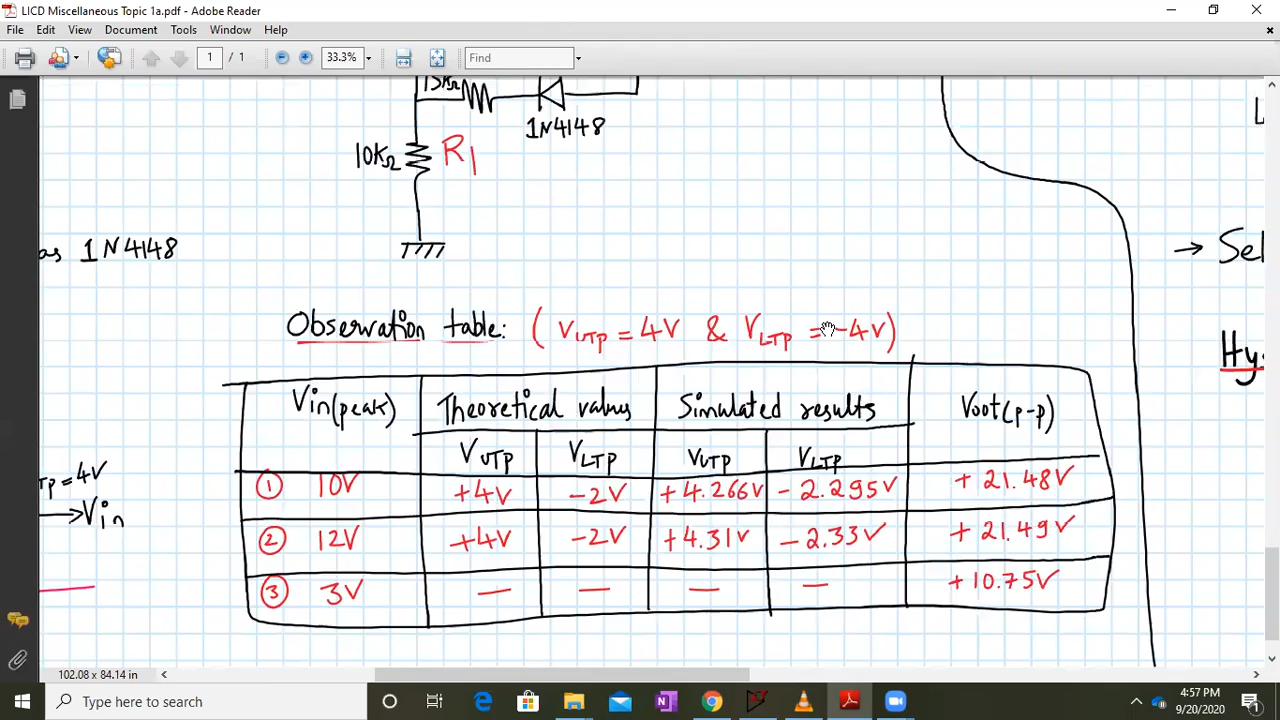 LICD Miscellaneous Topic 1a.pdf - Adobe Reader
File Edit View Document Tools Window Help
1 / 1 33.3% Find
15KΩ
1N4148
10KΩ R1
as 1N4148
→ Sel
Observation table: ( VUTP = 4V & VLTP = -4V)
Hy
Vin(peak) Theoretical values Simulated results Vout(p-p)
VUTP VLTP VUTP VLTP
① 10V +4V -2V +4.266V -2.295V +21.48V
② 12V +4V -2V +4.31V -2.33V +21.49V
③ 3V — — — — +10.75V
TP = 4V
→Vin
102.08 x 84.14 in
Type here to search
4:57 PM
9/20/2020